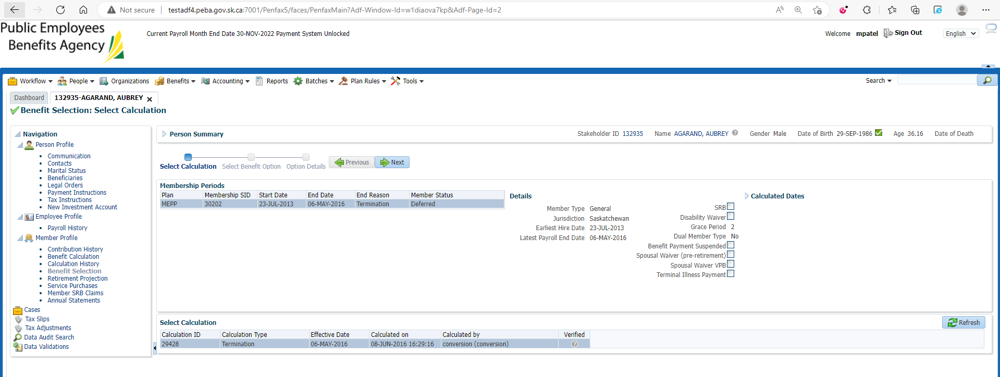 Not secure testadf4.peba.gov.sk.ca:7001/Penfax5/faces/PenfaxMain?Adf-Window-Id=w1diaova7kp&Adf-Page-Id=2
Public Employees
Benefits Agency
Current Payroll Month End Date 30-NOV-2022 Payment System Unlocked
Welcome mpatel Sign Out English
Workflow People Organizations Benefits Accounting Reports Batches Plan Rules Tools Search
Dashboard 132935-AGARAND, AUBREY
Benefit Selection: Select Calculation
Navigation
Person Profile
Communication
Contacts
Marital Status
Beneficiaries
Legal Orders
Payment Instructions
Tax Instructions
New Investment Account
Employee Profile
Payroll History
Member Profile
Contribution History
Benefit Calculation
Calculation History
Benefit Selection
Retirement Projection
Service Purchases
Member SRB Claims
Annual Statements
Cases
Tax Slips
Tax Adjustments
Data Audit Search
Data Validations
Person Summary Stakeholder ID 132935 Name AGARAND, AUBREY Gender Male Date of Birth 29-SEP-1986 Age 36.16 Date of Death
Select Calculation Select Benefit Option Option Details Previous Next
Membership Periods
Plan Membership SID Start Date End Date End Reason Member Status
MEPP 30202 23-JUL-2013 06-MAY-2016 Termination Deferred
Details
Member Type General
Jurisdiction Saskatchewan
Earliest Hire Date 23-JUL-2013
Latest Payroll End Date 06-MAY-2016
SRB
Disability Waiver
Grace Period 2
Dual Member Type No
Benefit Payment Suspended
Spousal Waiver (pre-retirement)
Spousal Waiver VPB
Terminal Illness Payment
Calculated Dates
Select Calculation Refresh
Calculation ID Calculation Type Effective Date Calculated on Calculated by Verified
29428 Termination 06-MAY-2016 08-JUN-2016 16:29:16 conversion (conversion)